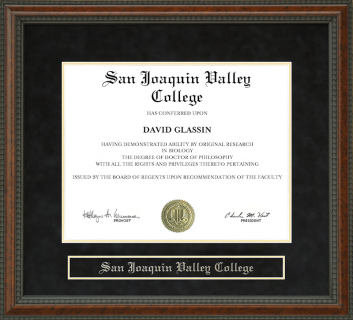 San Joaquin Valley
College
HAS CONFERRED UPON
DAVID GLASSIN
HAVING DEMONSTRATED ABILITY BY ORIGINAL RESEARCH
IN BIOLOGY
THE DEGREE OF DOCTOR OF PHILOSOPHY
WITH ALL THE RIGHTS AND PRIVILEGES THERETO PERTAINING
ISSUED BY THE BOARD OF REGENTS UPON RECOMMENDATION OF THE FACULTY
PROVOST
PRESIDENT
San Joaquin Valley College